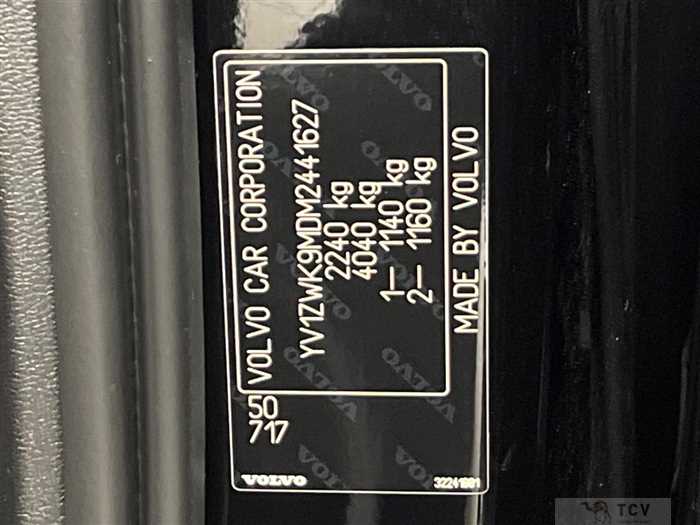 VOLVO CAR CORPORATION
YV1ZWK9MDM2441627
2240 kg
4040 kg
1— 1140 kg
2— 1160 kg
MADE BY VOLVO
50
717
VOLVO
TCV